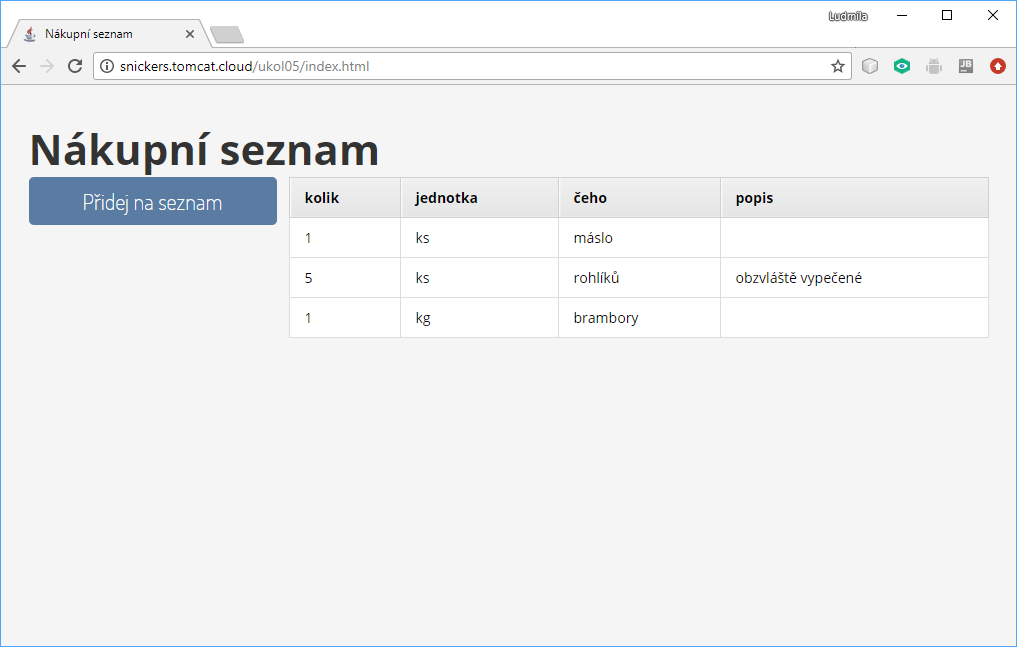 Ludmila
Nákupní seznam
snickers.tomcat.cloud/ukol05/index.html
JB
Nákupní seznam
Přidej na seznam
kolik jednotka čeho popis
1 ks máslo
5 ks rohlíků obzvláště vypečené
1 kg brambory